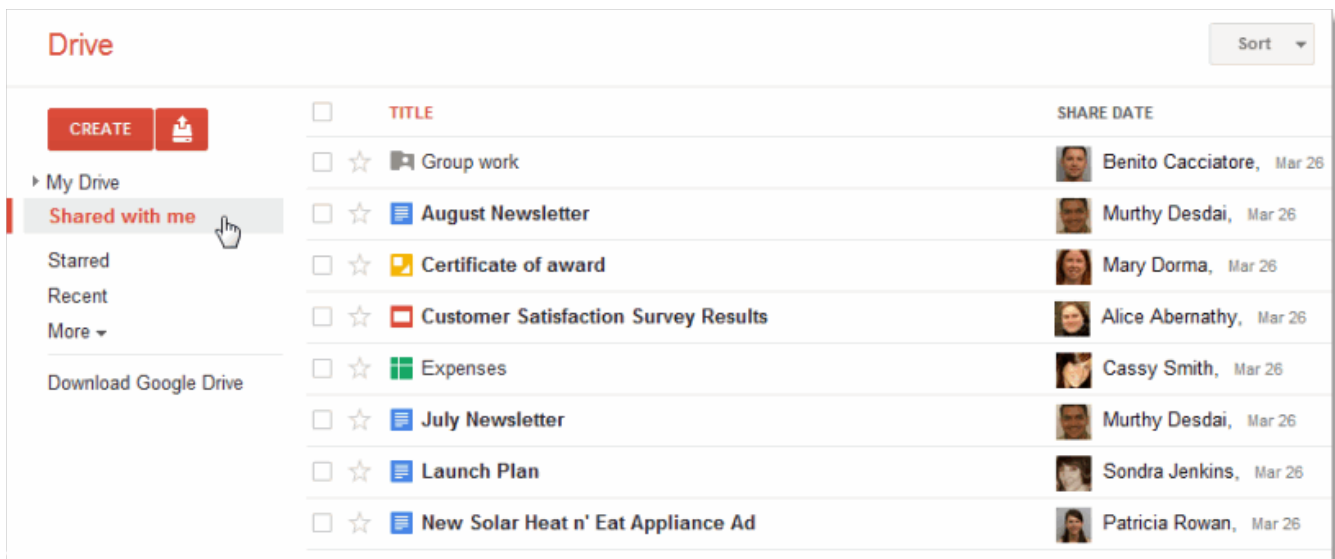 Drive
Sort
CREATE
My Drive
Shared with me
Starred
Recent
More
Download Google Drive
TITLE SHARE DATE
Group work Benito Cacciatore, Mar 26
August Newsletter Murthy Desdai, Mar 26
Certificate of award Mary Dorma, Mar 26
Customer Satisfaction Survey Results Alice Abernathy, Mar 26
Expenses Cassy Smith, Mar 26
July Newsletter Murthy Desdai, Mar 26
Launch Plan Sondra Jenkins, Mar 26
New Solar Heat n' Eat Appliance Ad Patricia Rowan, Mar 26